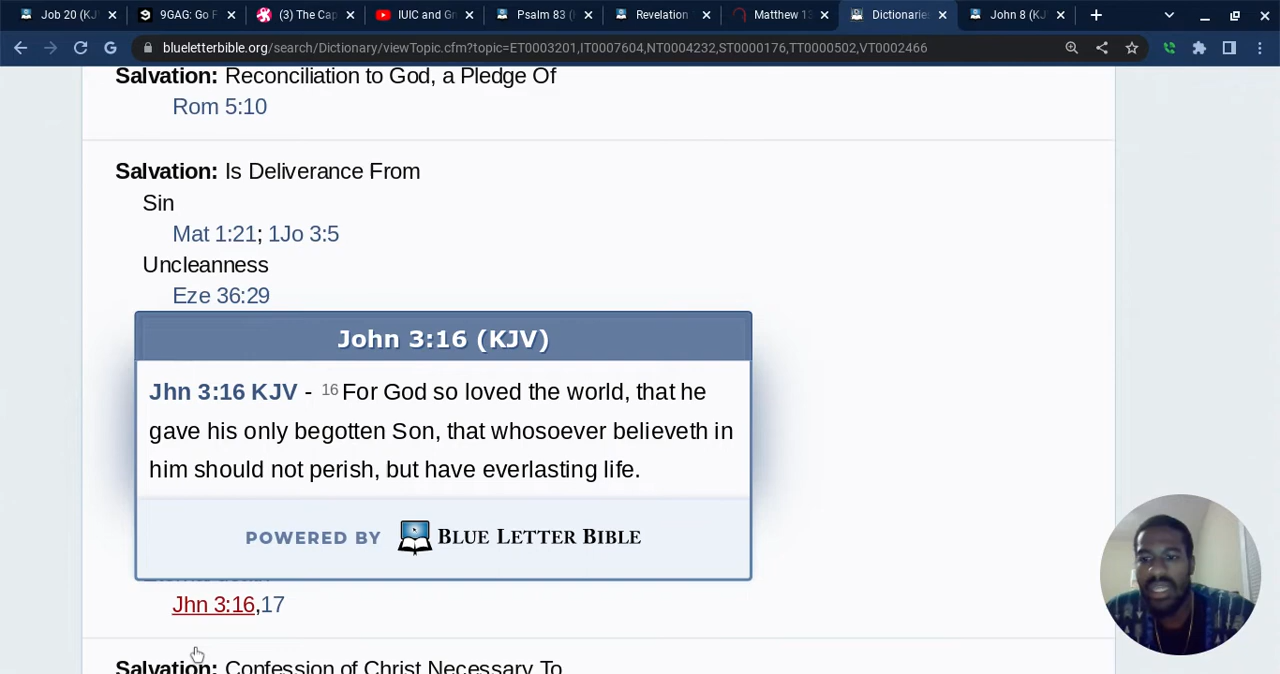 Job 20 (KJ
9GAG: Go F
(3) The Cap
IUIC and Gr
Psalm 83 (
Revelation
Matthew 13
Dictionaries
John 8 (KJ
blueletterbible.org/search/Dictionary/viewTopic.cfm?topic=ET0003201,IT0007604,NT0004232,ST0000176,TT0000502,VT0002466
Salvation: Reconciliation to God, a Pledge Of
Rom 5:10
Salvation: Is Deliverance From
Sin
Mat 1:21; 1Jo 3:5
Uncleanness
Eze 36:29
John 3:16 (KJV)
Jhn 3:16 KJV - 16 For God so loved the world, that he
gave his only begotten Son, that whosoever believeth in
him should not perish, but have everlasting life.
POWERED BY BLUE LETTER BIBLE
Jhn 3:16,17
Salvation: Confession of Christ Necessary To